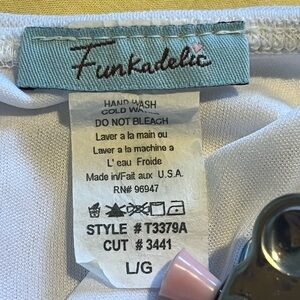 Funkadelic
HAND WASH
COLD WATER
DO NOT BLEACH
Laver a la main ou
Laver a la machine a
L' eau Froide
Made in/Fait aux U.S.A.
RN# 96947
STYLE # T3379A
CUT # 3441
L/G